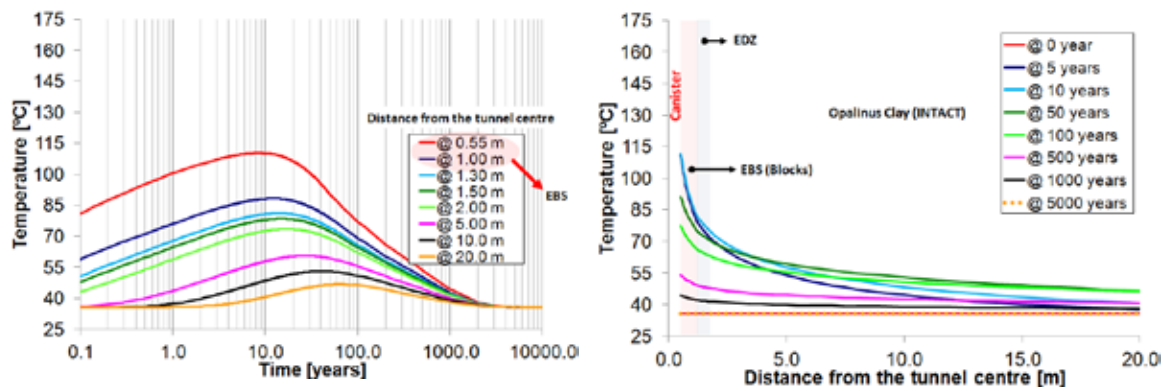 175
160
145
130
115
100
85
70
55
40
25
Temperature [ºC]
Distance from the tunnel centre
@ 0.55 m
@ 1.00 m
@ 1.30 m
@ 1.50 m
@ 2.00 m
@ 5.00 m
@ 10.0 m
@ 20.0 m
EBS
0.1 1.0 10.0 100.0 1000.0 10000.0
Time [years]
175
160
145
130
115
100
85
70
55
40
25
Temperature [ºC]
Canister
EDZ
EBS (Blocks)
Opalinus Clay (INTACT)
@ 0 year
@ 5 years
@ 10 years
@ 50 years
@ 100 years
@ 500 years
@ 1000 years
@ 5000 years
0.0 5.0 10.0 15.0 20.0
Distance from the tunnel centre [m]